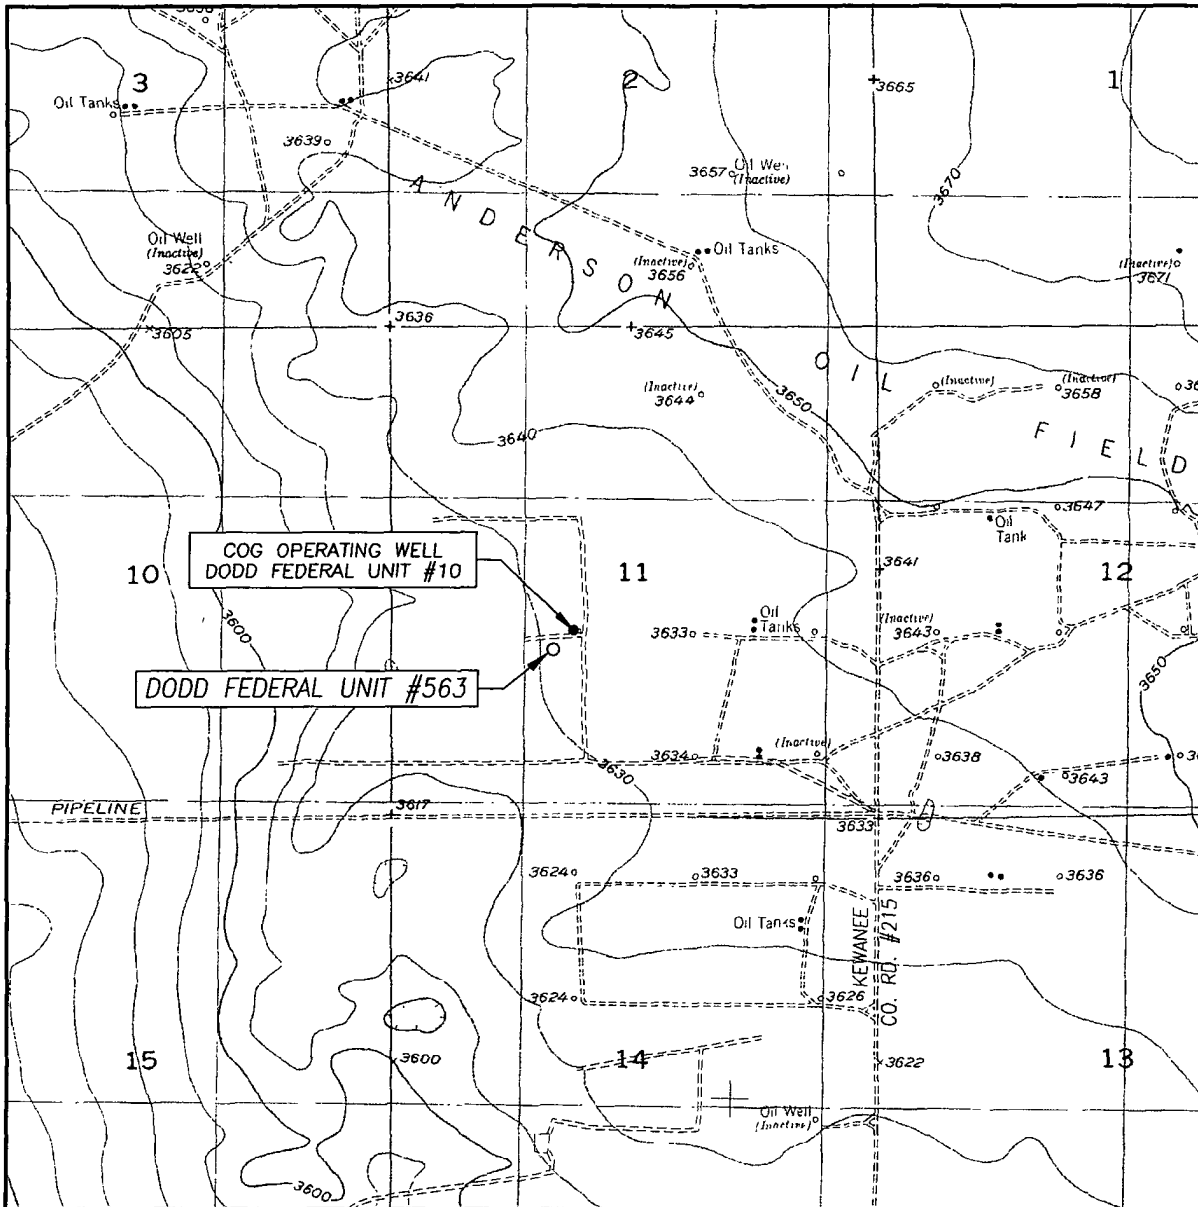 3
3641
2
3665
1
Oil Tanks
3639
3657
Oil Well
(Inactive)
3670
ANDERSON
Oil Well
(Inactive)
3622
Oil Tanks
(Inactive)
3656
(Inactive)
3671
3605
3636
3645
OIL
(Inactive)
3644
3650
(Inactive)
(Inactive)
3658
3640
FIELD
3647
Oil
Tank
COG OPERATING WELL
DODD FEDERAL UNIT #10
10
11
3641
12
3600
3633
Oil
Tanks
(Inactive)
3643
DODD FEDERAL UNIT #563
3650
3634
(Inactive)
3630
3638
3643
PIPELINE
3617
3633
3624
3633
3636
3636
Oil Tanks
KEWANEE
CO. RD. #215
3624
3626
15
3600
14
3622
13
Oil Well
(Inactive)
3600